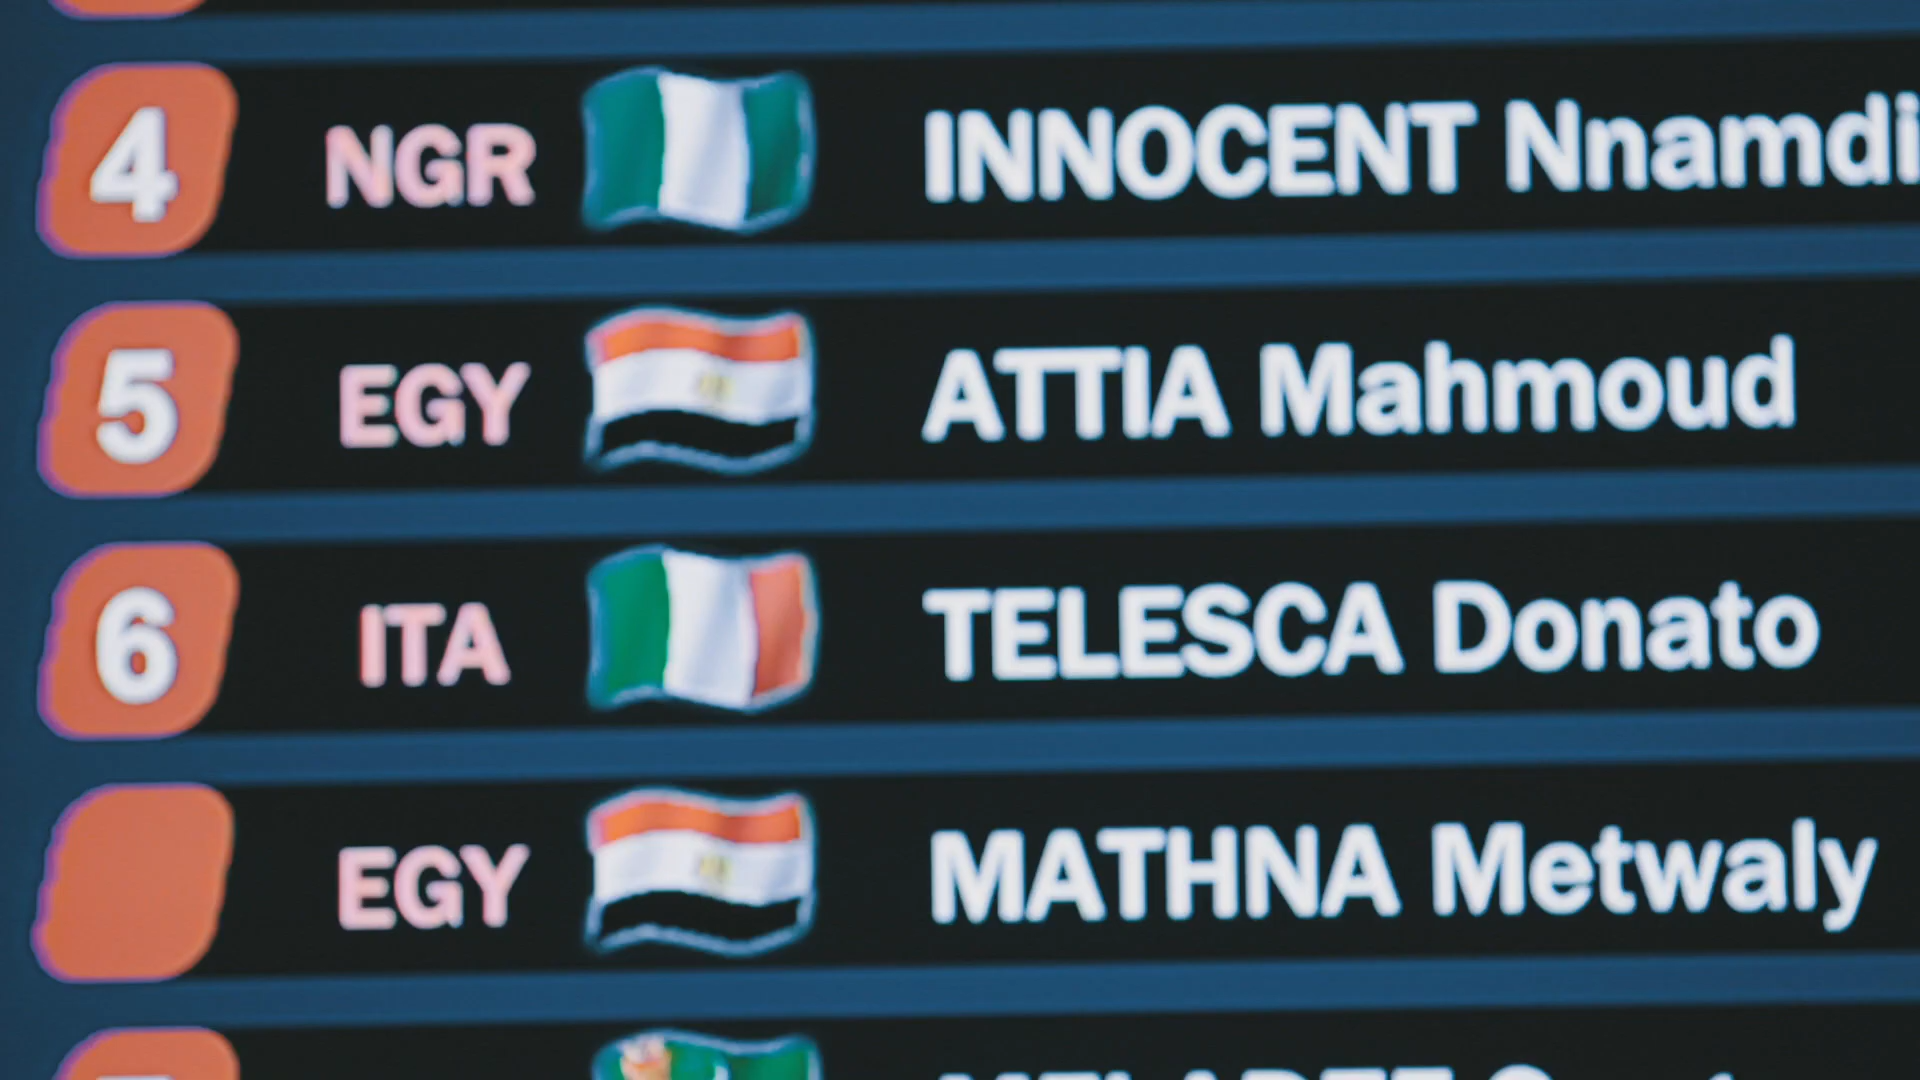 4 NGR INNOCENT Nnamdi
5 EGY ATTIA Mahmoud
6 ITA TELESCA Donato
EGY MATHNA Metwaly